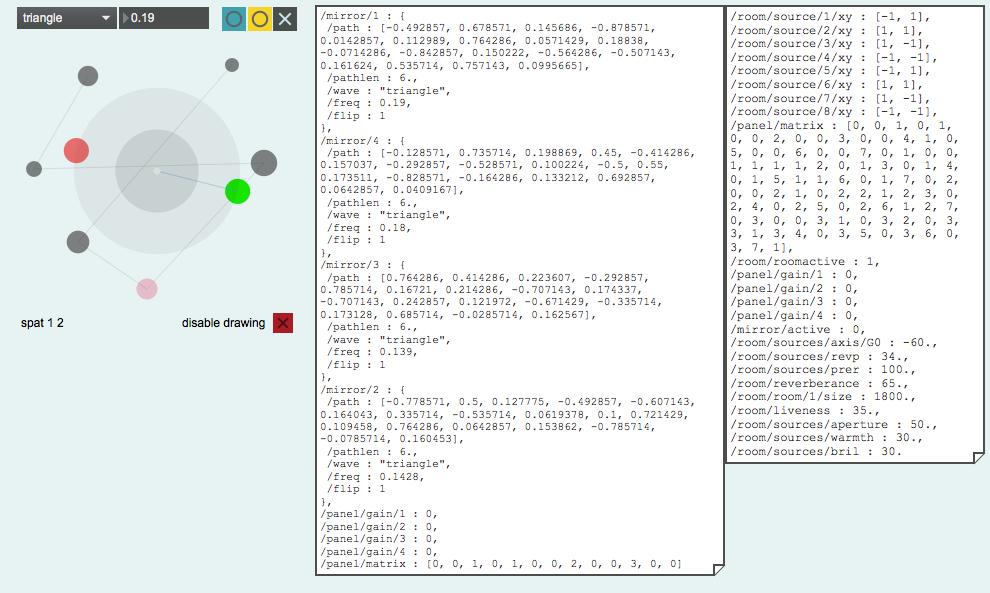 triangle 0.19
spat 1 2 disable drawing
/mirror/1 : {
/path : [-0.492857, 0.678571, 0.145686, -0.878571,
0.0142857, 0.112989, 0.764286, 0.0571429, 0.18838,
-0.0714286, -0.842857, 0.150222, -0.564286, -0.507143,
0.161624, 0.535714, 0.757143, 0.0995665],
/pathlen : 6.,
/wave : "triangle",
/freq : 0.19,
/flip : 1
},
/mirror/4 : {
/path : [-0.128571, 0.735714, 0.198869, 0.45, -0.414286,
0.157037, -0.292857, -0.528571, 0.100224, -0.5, 0.55,
0.173511, -0.828571, -0.164286, 0.133212, 0.692857,
0.0642857, 0.0409167],
/pathlen : 6.,
/wave : "triangle",
/freq : 0.18,
/flip : 1
},
/mirror/3 : {
/path : [0.764286, 0.414286, 0.223607, -0.292857,
0.785714, 0.16721, 0.214286, -0.707143, 0.174337,
-0.707143, 0.242857, 0.121972, -0.671429, -0.335714,
0.173128, 0.685714, -0.0285714, 0.162567],
/pathlen : 6.,
/wave : "triangle",
/freq : 0.139,
/flip : 1
},
/mirror/2 : {
/path : [-0.778571, 0.5, 0.127775, -0.492857, -0.607143,
0.164043, 0.335714, -0.535714, 0.0619378, 0.1, 0.721429,
0.109458, 0.764286, 0.0642857, 0.153862, -0.785714,
-0.0785714, 0.160453],
/pathlen : 6.,
/wave : "triangle",
/freq : 0.1428,
/flip : 1
},
/panel/gain/1 : 0,
/panel/gain/2 : 0,
/panel/gain/3 : 0,
/panel/gain/4 : 0,
/panel/matrix : [0, 0, 1, 0, 1, 0, 0, 2, 0, 0, 3, 0, 0]
/room/source/1/xy : [-1, 1],
/room/source/2/xy : [1, 1],
/room/source/3/xy : [1, -1],
/room/source/4/xy : [-1, -1],
/room/source/5/xy : [-1, 1],
/room/source/6/xy : [1, 1],
/room/source/7/xy : [1, -1],
/room/source/8/xy : [-1, -1],
/panel/matrix : [0, 0, 1, 0, 1,
0, 0, 2, 0, 0, 3, 0, 0, 4, 1, 0,
5, 0, 0, 6, 0, 0, 7, 0, 1, 0, 0,
1, 1, 1, 1, 2, 0, 1, 3, 0, 1, 4,
0, 1, 5, 1, 1, 6, 0, 1, 7, 0, 2,
0, 0, 2, 1, 0, 2, 2, 1, 2, 3, 0,
2, 4, 0, 2, 5, 0, 2, 6, 1, 2, 7,
0, 3, 0, 0, 3, 1, 0, 3, 2, 0, 3,
3, 1, 3, 4, 0, 3, 5, 0, 3, 6, 0,
3, 7, 1],
/room/roomactive : 1,
/panel/gain/1 : 0,
/panel/gain/2 : 0,
/panel/gain/3 : 0,
/panel/gain/4 : 0,
/mirror/active : 0,
/room/sources/axis/G0 : -60.,
/room/sources/revp : 34.,
/room/sources/prer : 100.,
/room/reverberance : 65.,
/room/room/1/size : 1800.,
/room/liveness : 35.,
/room/sources/aperture : 50.,
/room/sources/warmth : 30.,
/room/sources/bril : 30.